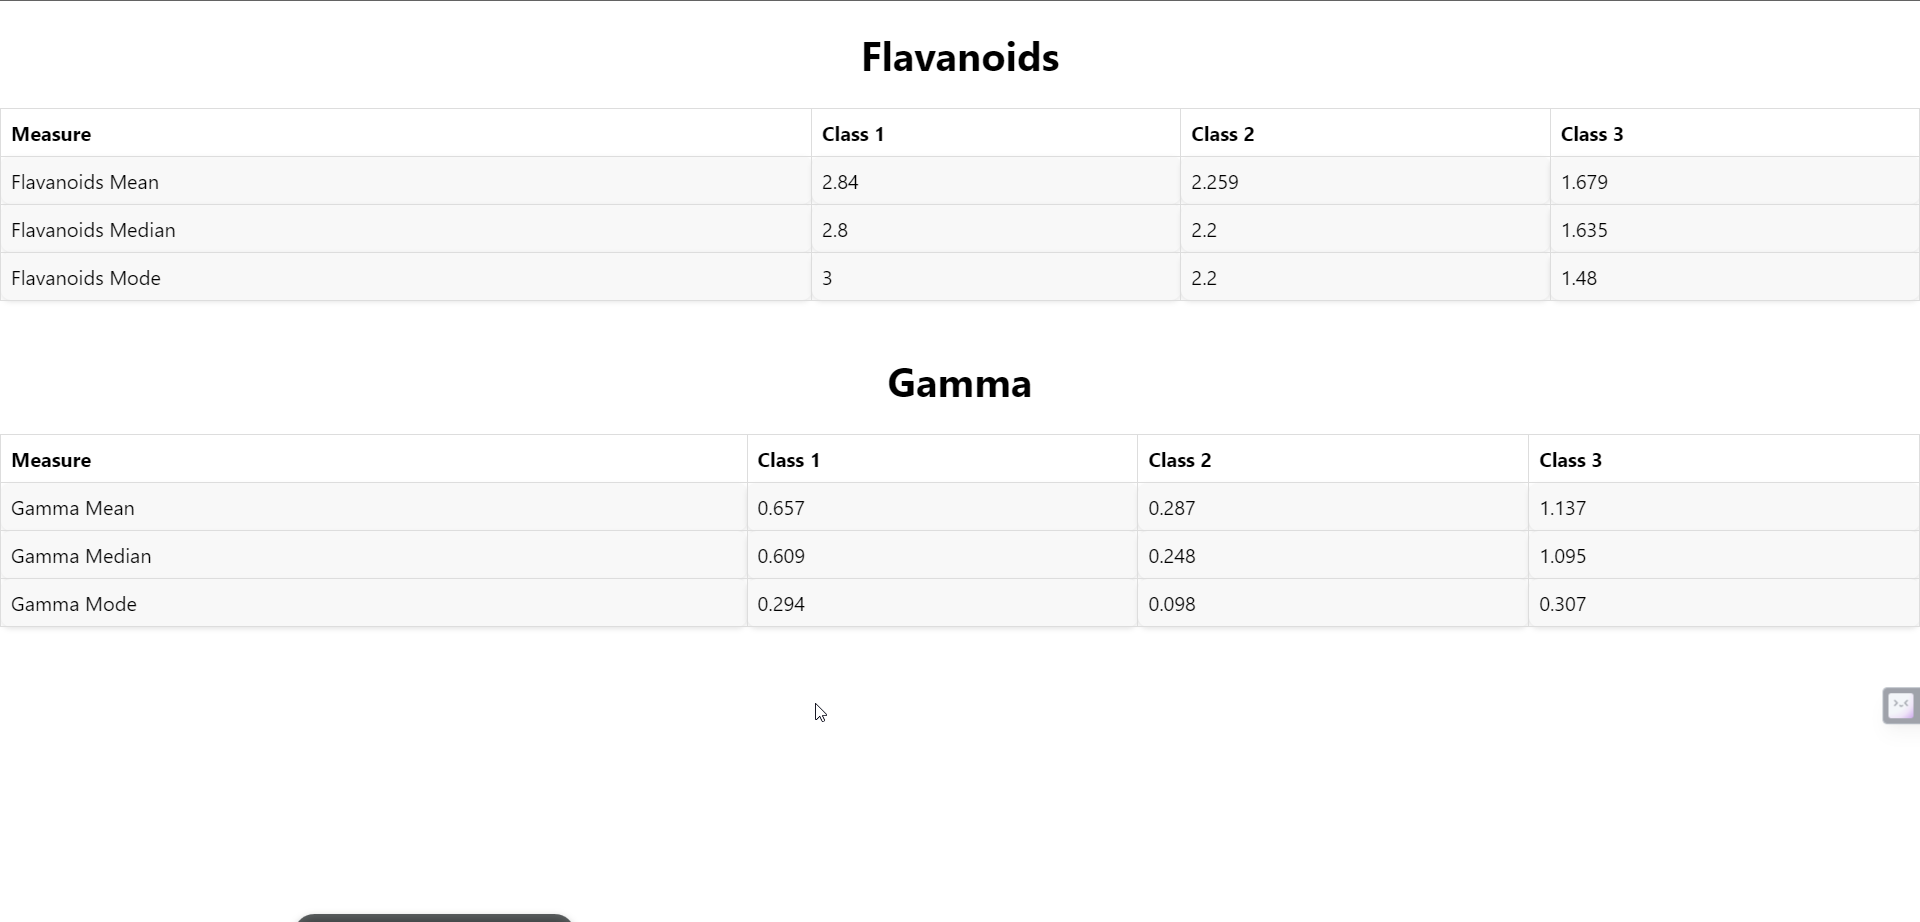 Flavanoids
Measure Class 1 Class 2 Class 3
Flavanoids Mean 2.84 2.259 1.679
Flavanoids Median 2.8 2.2 1.635
Flavanoids Mode 3 2.2 1.48
Gamma
Measure Class 1 Class 2 Class 3
Gamma Mean 0.657 0.287 1.137
Gamma Median 0.609 0.248 1.095
Gamma Mode 0.294 0.098 0.307